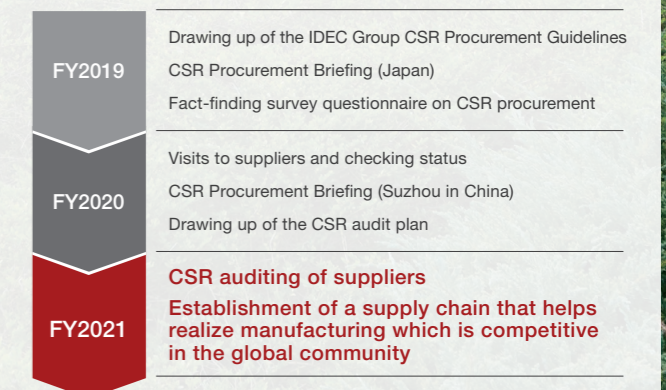 FY2019
Drawing up of the IDEC Group CSR Procurement Guidelines
CSR Procurement Briefing (Japan)
Fact-finding survey questionnaire on CSR procurement
FY2020
Visits to suppliers and checking status
CSR Procurement Briefing (Suzhou in China)
Drawing up of the CSR audit plan
FY2021
CSR auditing of suppliers
Establishment of a supply chain that helps
realize manufacturing which is competitive
in the global community